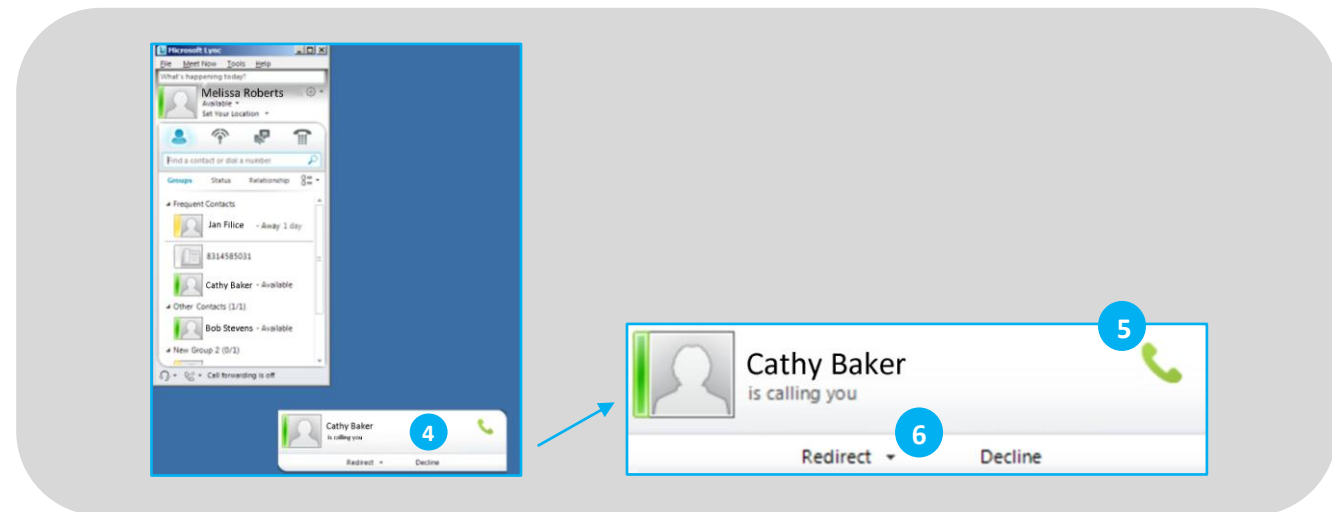 Microsoft Lync
File Meet Now Tools Help
What's happening today?
Melissa Roberts
Available
Set Your Location
Find a contact or dial a number
Groups Status Relationship
Frequent Contacts
Jan Filice - Away 1 day
8314585031
Cathy Baker - Available
Other Contacts (1/1)
Bob Stevens - Available
New Group 2 (0/1)
Call forwarding is off
Cathy Baker
is calling you
4
Redirect Decline
5
Cathy Baker
is calling you
6
Redirect Decline